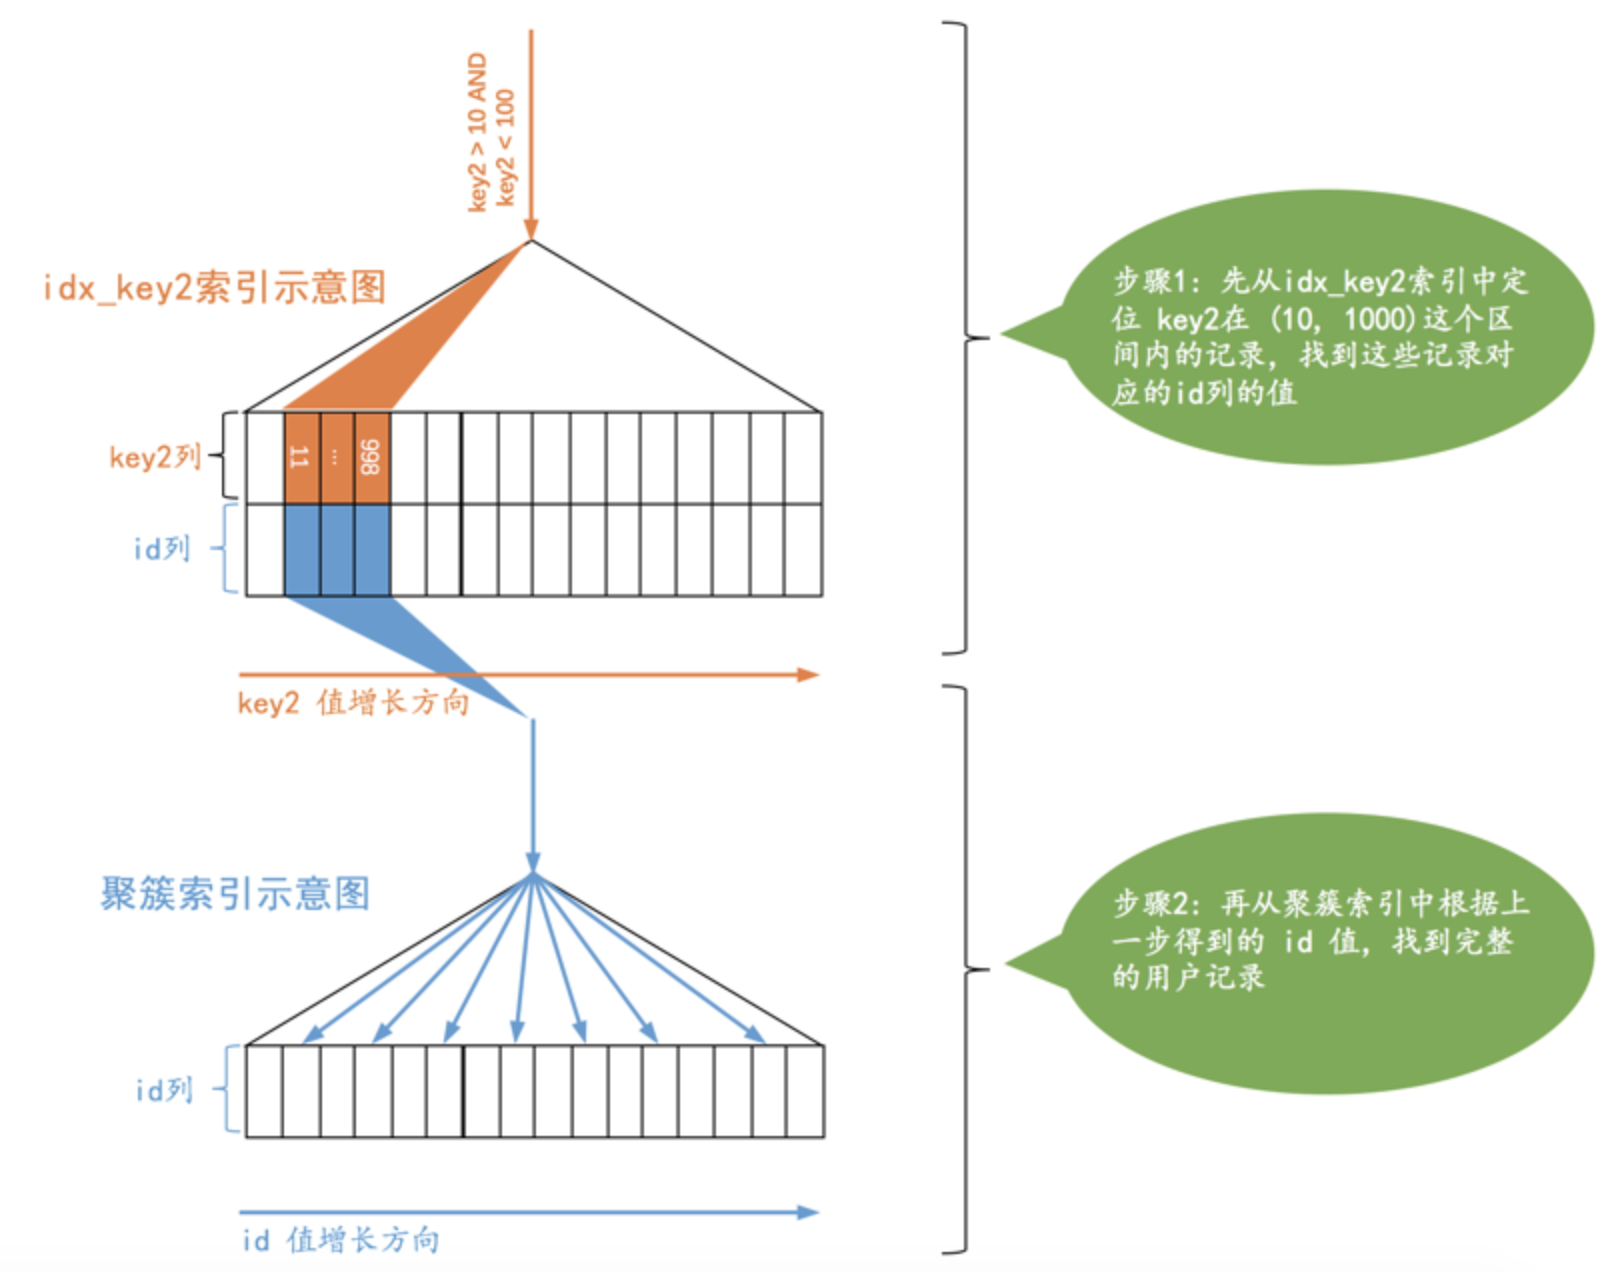 key2 > 10 AND
key2 < 100
idx_key2索引示意图
步骤1: 先从idx_key2索引中定
位 key2在 (10, 1000)这个区
间内的记录, 找到这些记录对
应的id列的值
key2列
11
...
998
id列
key2 值增长方向
聚簇索引示意图
步骤2: 再从聚簇索引中根据上
一步得到的 id 值, 找到完整
的用户记录
id列
id 值增长方向